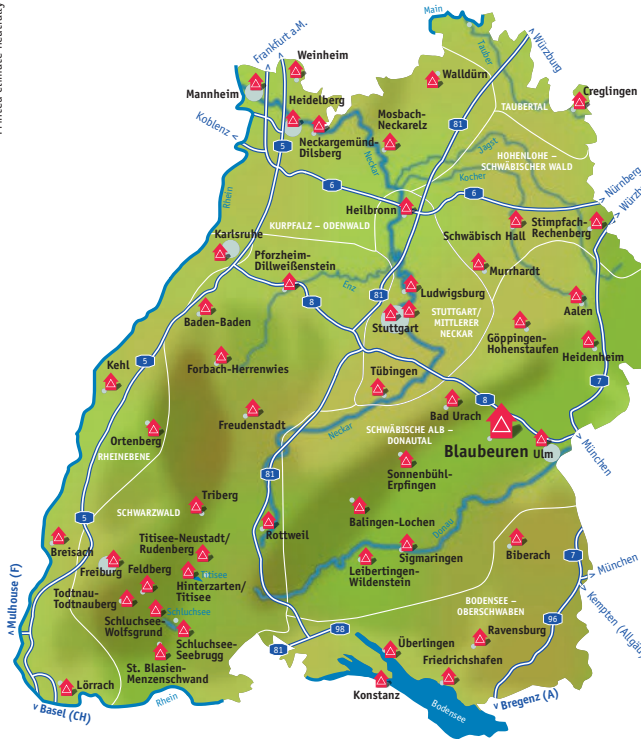 Printed climate neutrally
Main
Frankfurt a.M.
Würzburg
Weinheim
Tauber
Walldürn
Creglingen
Mannheim
Heidelberg
TAUBERTAL
Mosbach-
Neckarelz
Koblenz
81
5
Neckargemünd-
Dilsberg
Neckar
Jagst
HOHENLOHE –
SCHWÄBISCHER WALD
Kocher
6
6
Nürnberg
Würzb
Rhein
Heilbronn
KURPFALZ – ODENWALD
Schwäbisch Hall
Stimpfach-
Rechenberg
Karlsruhe
Pforzheim-
Dillweißenstein
Murrhardt
Enz
81
Ludwigsburg
8
Baden-Baden
Stuttgart
STUTTGART/
MITTLERER
NECKAR
Aalen
Göppingen-
Hohenstaufen
Heidenheim
Forbach-Herrenwies
5
Kehl
Tübingen
7
8
Bad Urach
Freudenstadt
Ortenberg
Neckar
SCHWÄBISCHE ALB –
DONAUTAL
Blaubeuren
Ulm
München
RHEINEBENE
Sonnenbühl-
Erpfingen
81
Triberg
SCHWARZWALD
5
Balingen-Lochen
Rottweil
Donau
Titisee-Neustadt/
Rudenberg
Breisach
Biberach
Sigmaringen
7
Freiburg
Feldberg
Titisee
Hinterzarten/
Titisee
Leibertingen-
Wildenstein
München
Todtnau-
Todtnauberg
Schluchsee
Schluchsee-
Wolfsgrund
BODENSEE –
OBERSCHWABEN
Kempten (Allgäu
Mulhouse (F)
96
98
Ravensburg
Schluchsee-
Seebrugg
81
Überlingen
St. Blasien-
Menzenschwand
Friedrichshafen
Lörrach
Konstanz
Rhein
Bodensee
Basel (CH)
Bregenz (A)